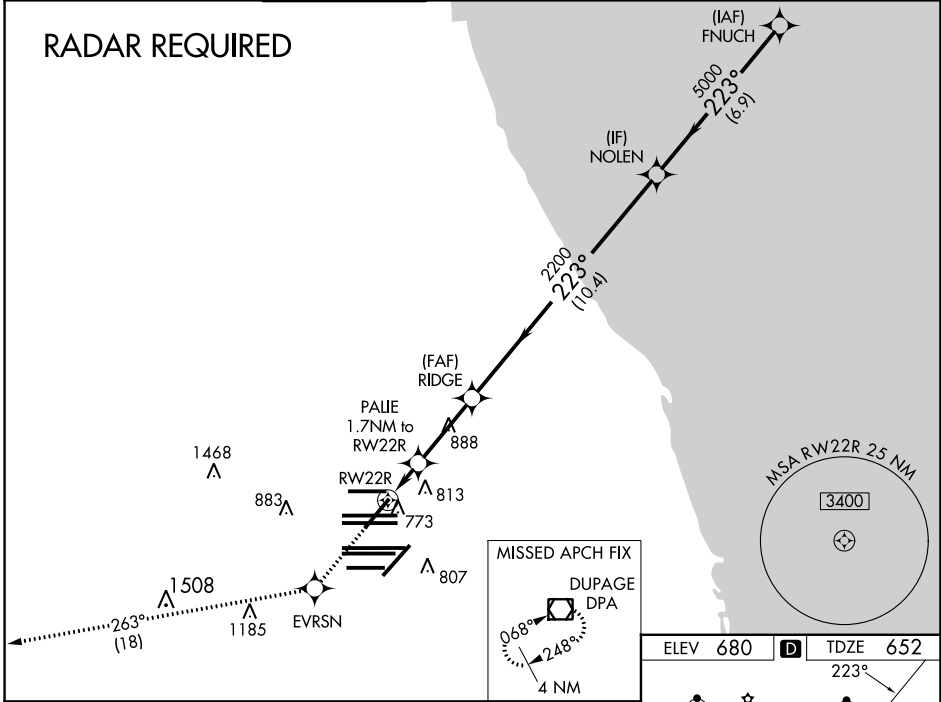 RADAR REQUIRED
(IAF)
FNUCH
5000
223°
(6.9)
(IF)
NOLEN
2200
223°
(10.4)
(FAF)
RIDGE
PALIE
1.7NM to
RW22R
888
1468
RW22R
813
883
773
MSA RW22R 25 NM
3400
807
1508
263°
(18)
1185
EVRSN
MISSED APCH FIX
DUPAGE
DPA
068°
248°
4 NM
ELEV 680 D TDZE 652
223°